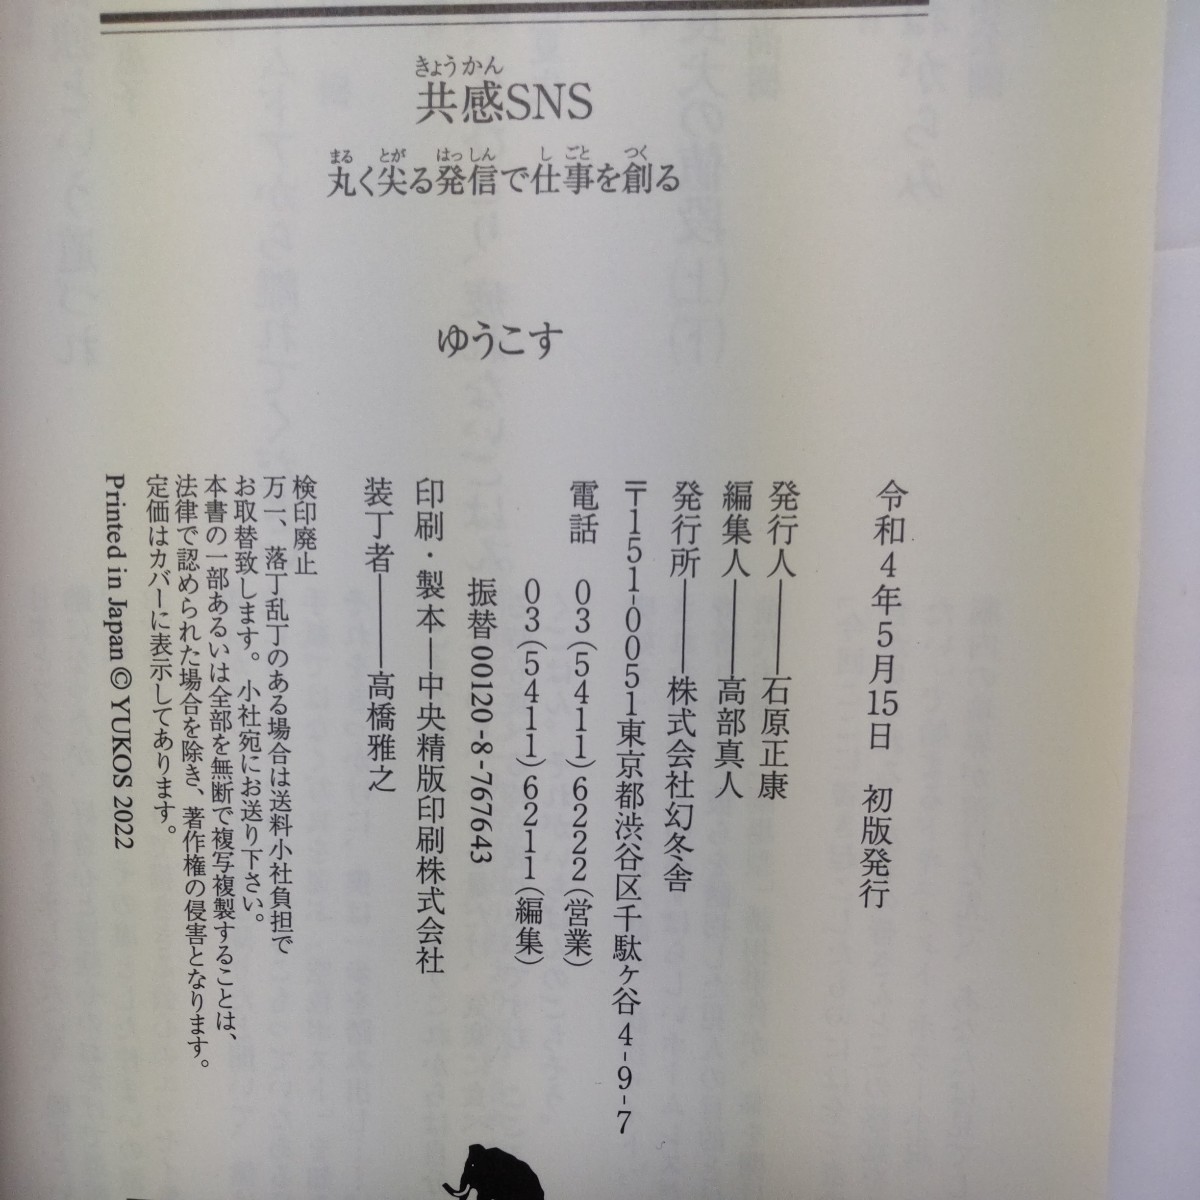 きょうかん
共感SNS
まる とが はっしん し ごと つく
丸く尖る発信で仕事を創る
ゆうこす
令和4年5月15日 初版発行
発行人――石原正康
編集人――高部真人
発行所――株式会社幻冬舎
〒151-0051東京都渋谷区千駄ヶ谷4-9-7
電話 03(5411)6222(営業)
03(5411)6211(編集)
振替00120-8-767643
印刷・製本―中央精版印刷株式会社
装丁者――高橋雅之
検印廃止
万一、落丁乱丁のある場合は送料小社負担で
お取替致します。小社宛にお送り下さい。
本書の一部あるいは全部を無断で複写複製することは、
法律で認められた場合を除き、著作権の侵害となります。
定価はカバーに表示してあります。
Printed in Japan © YUKOS 2022